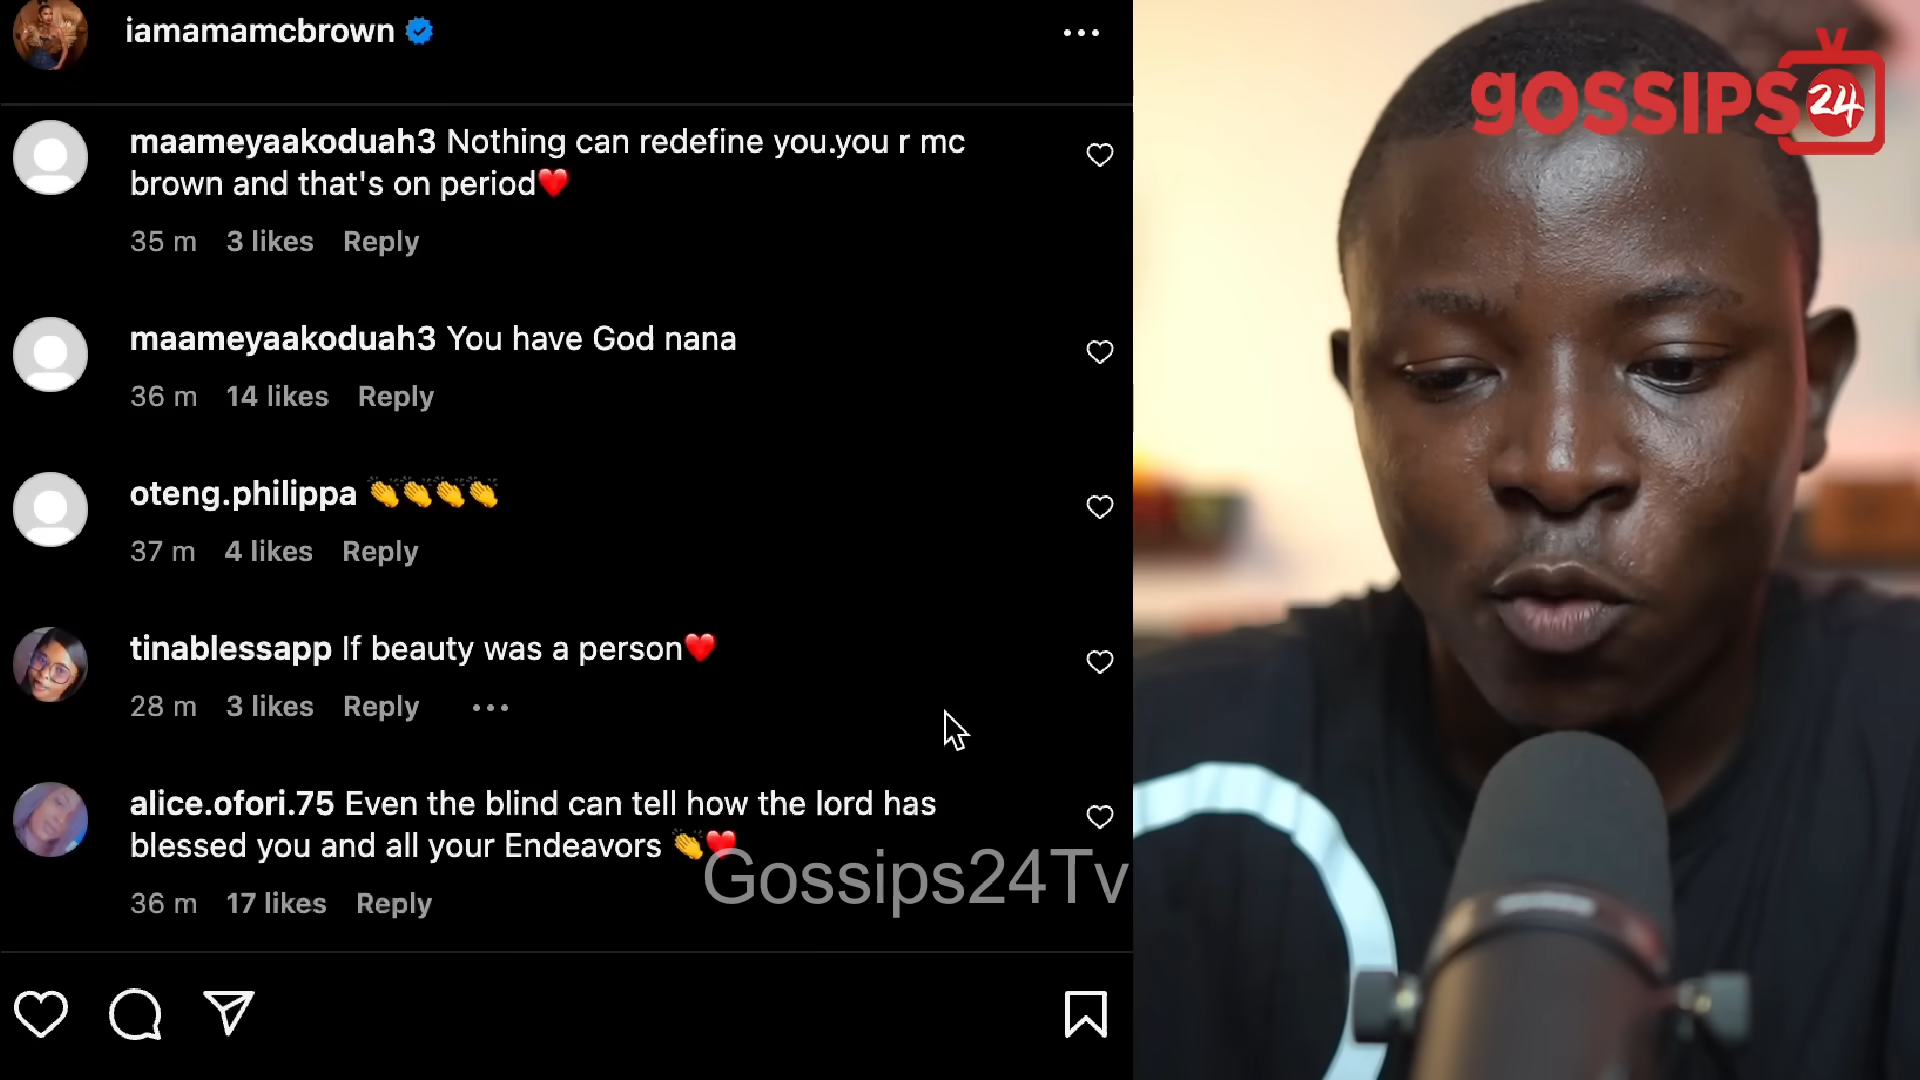 iamamamcbrown
maameyaakoduah3 Nothing can redefine you.you r mc
brown and that's on period❤️
35 m 3 likes Reply
maameyaakoduah3 You have God nana
36 m 14 likes Reply
oteng.philippa 👏👏👏👏
37 m 4 likes Reply
tinablessapp If beauty was a person❤️
28 m 3 likes Reply
alice.ofori.75 Even the blind can tell how the lord has
blessed you and all your Endeavors 👏❤️
36 m 17 likes Reply
Gossips24Tv
gOSSIPS 24